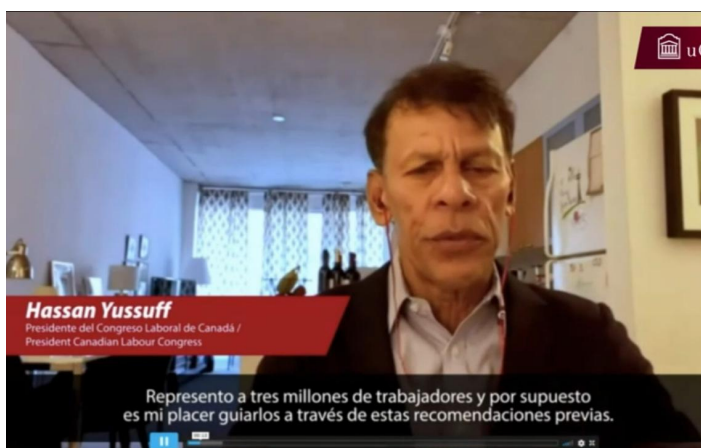 Hassan Yussuff
Presidente del Congreso Laboral de Canadá /
President Canadian Labour Congress
Represento a tres millones de trabajadores y por supuesto
es mi placer guiarlos a través de estas recomendaciones previas.